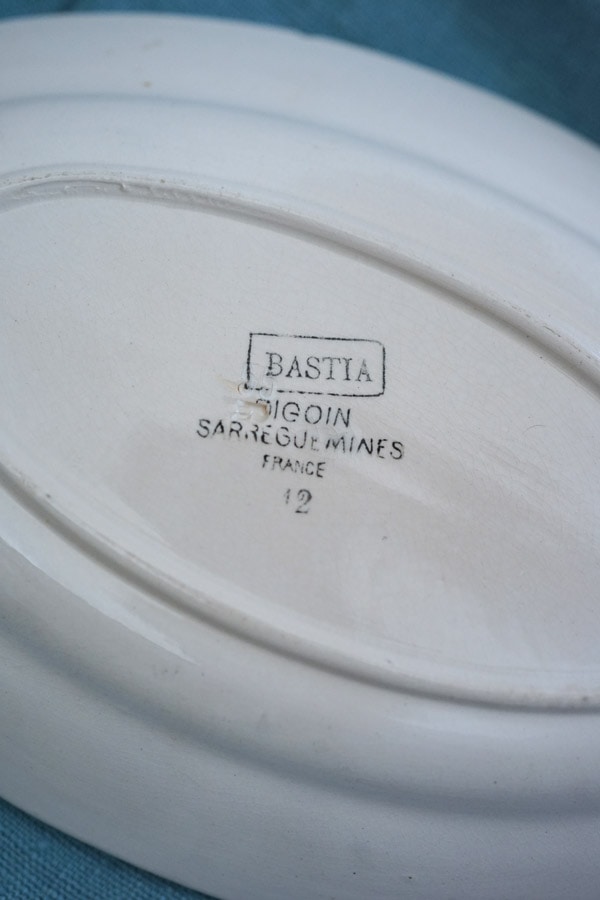 BASTIA
DIGOIN
SARREGUEMINES
FRANCE
12